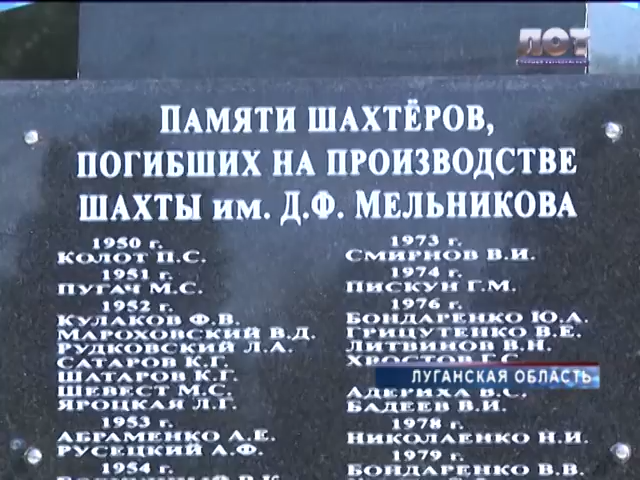 ЛОТ
ПАМЯТИ ШАХТЁРОВ,
ПОГИБШИХ НА ПРОИЗВОДСТВЕ
ШАХТЫ им. Д.Ф. МЕЛЬНИКОВА
1950 г.
КОЛОТ П.С.
1951 г.
ПУГАЧ М.С.
1952 г.
КУЛАКОВ Ф.В.
МАРОХОВСКИЙ В.Д.
РУДКОВСКИЙ Л.А.
САТАРОВ К.Г.
ШАТАРОВ К.Г.
ШЕВЕСТ М.С.
ЯРОЦКАЯ Л.Г.
1953 г.
АБРАМЕНКО А.Е.
РУСЕЦКИЙ А.Ф.
1954 г.
1973 г.
СМИРНОВ В.И.
1974 г.
ПИСКУН Г.М.
1976 г.
БОНДАРЕНКО Ю.А.
ГРИЦУТЕНКО В.Е.
ЛИТВИНОВ В.Н.
ХРОСТОВ Г.С.
ЛУГАНСКАЯ ОБЛАСТЬ
АДЕРИХА В.С.
БАДЕЕВ В.И.
1978 г.
НИКОЛАЕНКО Н.И.
1979 г.
БОНДАРЕНКО В.В.